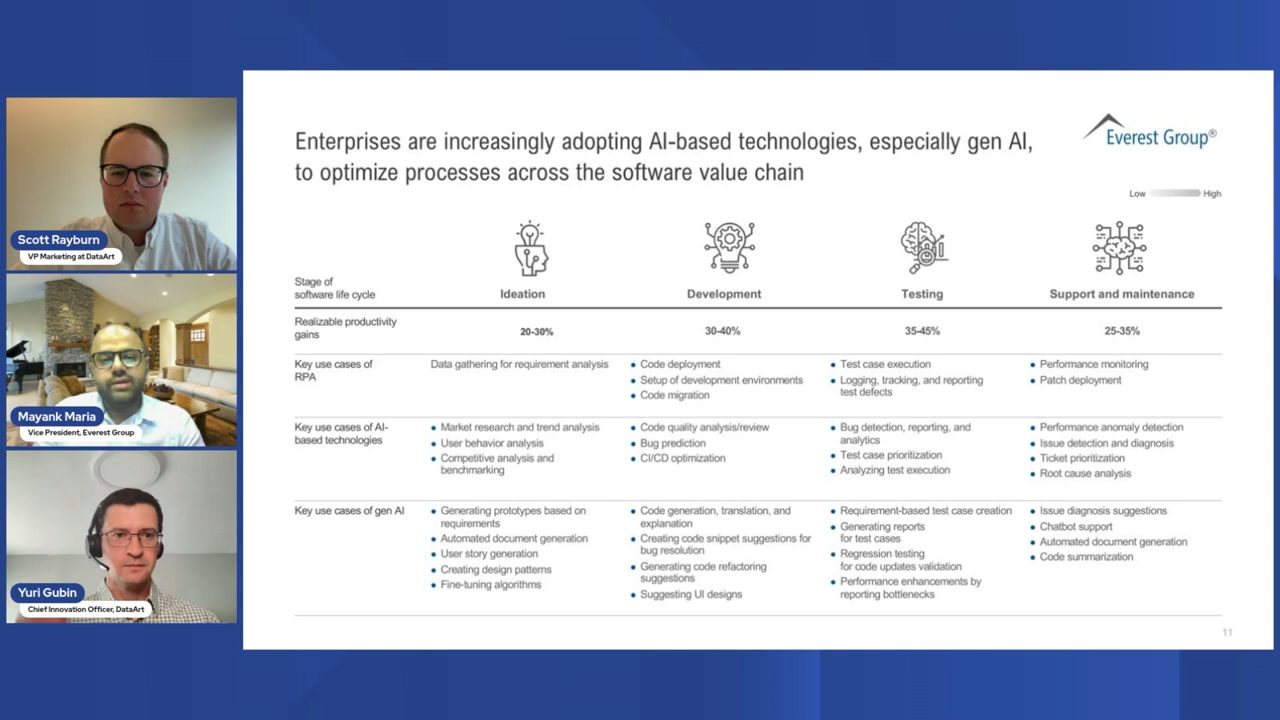 Scott Rayburn
VP Marketing at DataArt
Mayank Maria
Vice President, Everest Group
Yuri Gubin
Chief Innovation Officer, DataArt
Enterprises are increasingly adopting AI-based technologies, especially gen AI,
to optimize processes across the software value chain
Everest Group®
Low High
Stage of
software life cycle
Ideation
Development
Testing
Support and maintenance
Realizable productivity
gains
20-30%
30-40%
35-45%
25-35%
Key use cases of
RPA
Data gathering for requirement analysis
• Code deployment
• Setup of development environments
• Code migration
• Test case execution
• Logging, tracking, and reporting
test defects
• Performance monitoring
• Patch deployment
Key use cases of AI-
based technologies
• Market research and trend analysis
• User behavior analysis
• Competitive analysis and
benchmarking
• Code quality analysis/review
• Bug prediction
• CI/CD optimization
• Bug detection, reporting, and
analytics
• Test case prioritization
• Analyzing test execution
• Performance anomaly detection
• Issue detection and diagnosis
• Ticket prioritization
• Root cause analysis
Key use cases of gen AI
• Generating prototypes based on
requirements
• Automated document generation
• User story generation
• Creating design patterns
• Fine-tuning algorithms
• Code generation, translation, and
explanation
• Creating code snippet suggestions for
bug resolution
• Generating code refactoring
suggestions
• Suggesting UI designs
• Requirement-based test case creation
• Generating reports
for test cases
• Regression testing
for code updates validation
• Performance enhancements by
reporting bottlenecks
• Issue diagnosis suggestions
• Chatbot support
• Automated document generation
• Code summarization
11